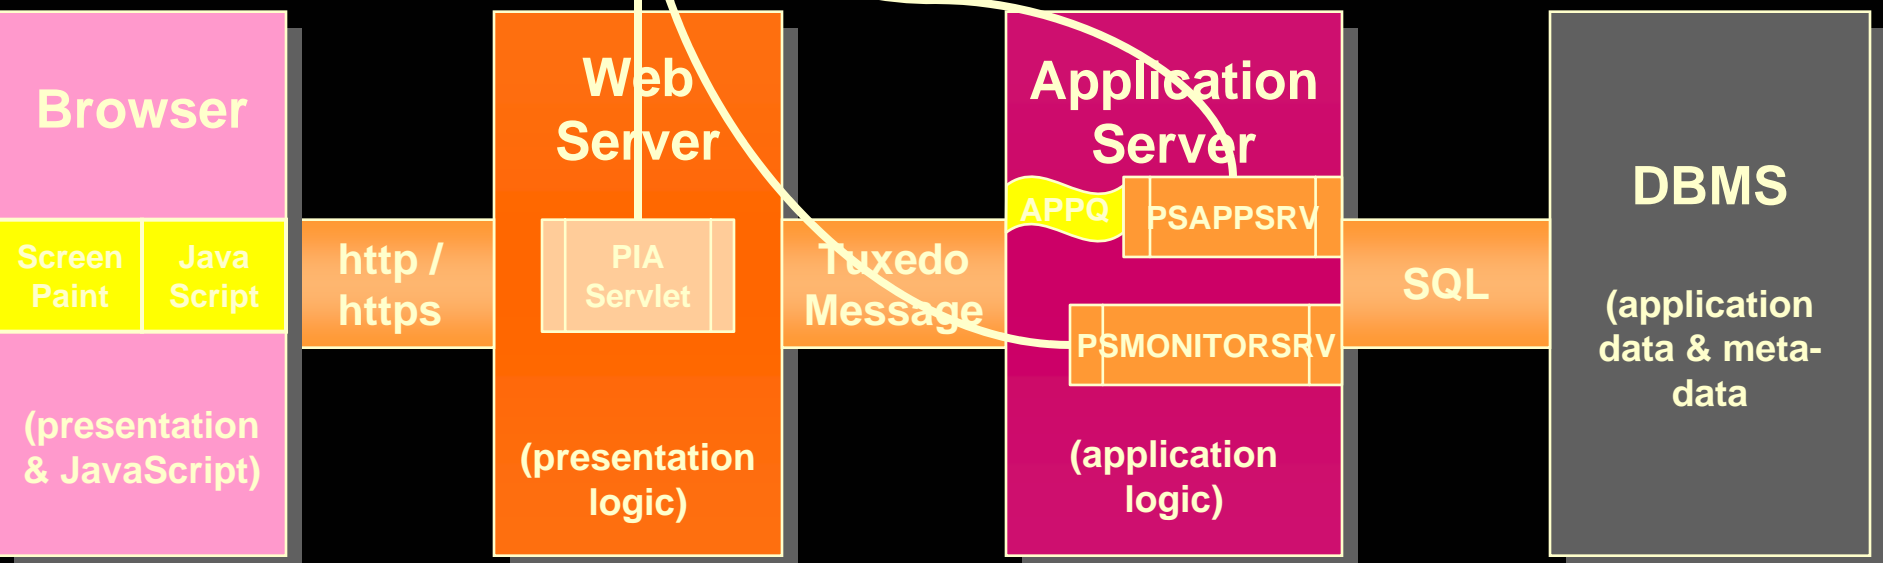 Browser
Screen
Paint
Java
Script
(presentation
& JavaScript)
http /
https
Web
Server
PIA
Servlet
(presentation
logic)
Tuxedo
Message
Application
Server
APPQ
PSAPPSRV
PSMONITORSRV
(application
logic)
SQL
DBMS
(application
data & meta-
data